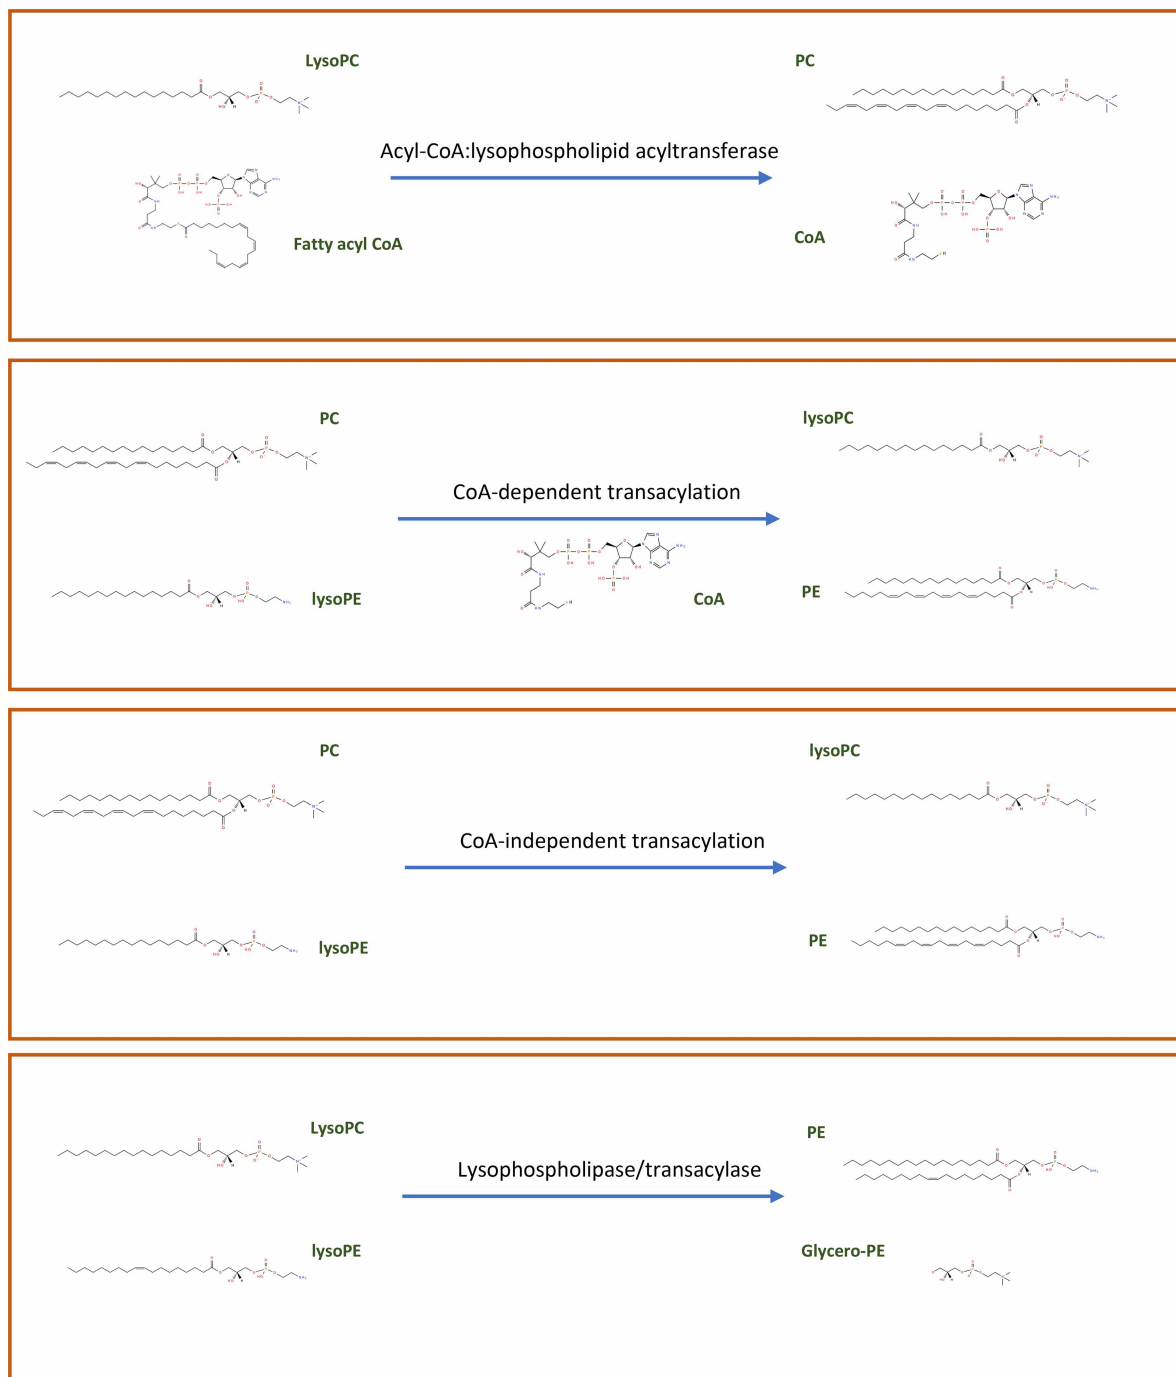 LysoPC
PC
Acyl-CoA:lysophospholipid acyltransferase
Fatty acyl CoA
CoA
PC
lysoPC
CoA-dependent transacylation
lysoPE
CoA
PE
PC
lysoPC
CoA-independent transacylation
lysoPE
PE
LysoPC
PE
Lysophospholipase/transacylase
lysoPE
Glycero-PE